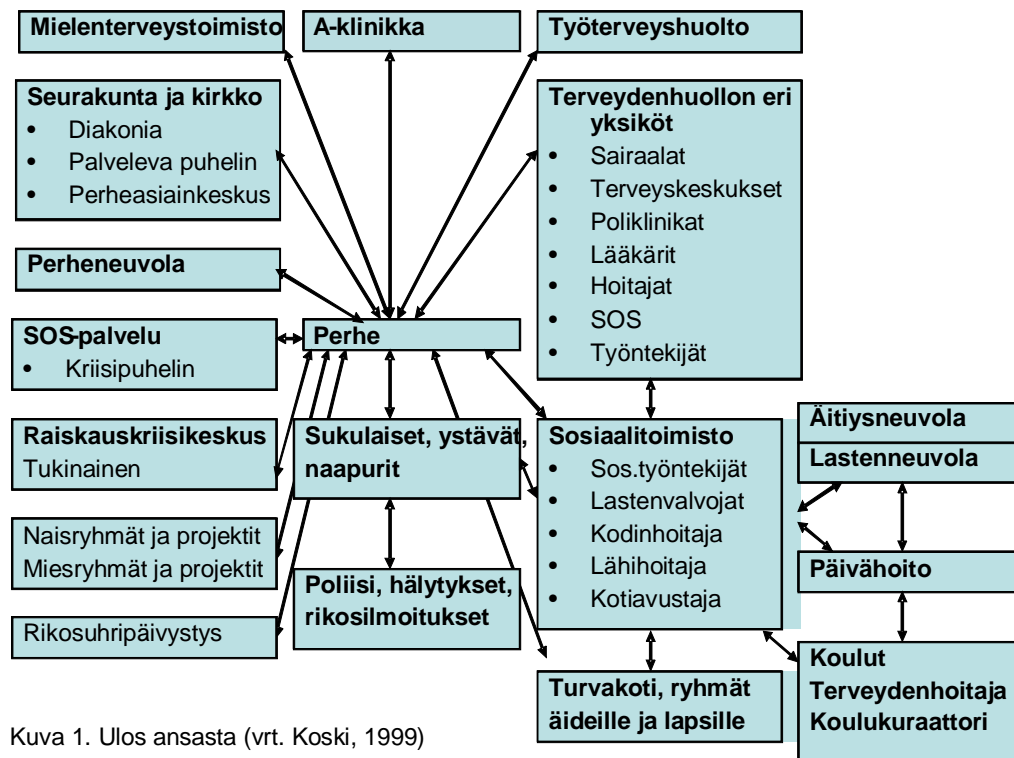 Mielenterveystoimisto
A-klinikka
Työterveyshuolto
Seurakunta ja kirkko
• Diakonia
• Palveleva puhelin
• Perheasiainkeskus
Terveydenhuollon eri
yksiköt
• Sairaalat
• Terveyskeskukset
• Poliklinikat
• Lääkärit
• Hoitajat
• SOS
• Työntekijät
Perheneuvola
SOS-palvelu
• Kriisipuhelin
Perhe
Raiskauskriisikeskus
Tukinainen
Sukulaiset, ystävät,
naapurit
Sosiaalitoimisto
• Sos.työntekijät
• Lastenvalvojat
• Kodinhoitaja
• Lähihoitaja
• Kotiavustaja
Äitiysneuvola
Lastenneuvola
Naisryhmät ja projektit
Miesryhmät ja projektit
Poliisi, hälytykset,
rikosilmoitukset
Päivähoito
Rikosuhripäivystys
Turvakoti, ryhmät
äideille ja lapsille
Koulut
Terveydenhoitaja
Koulukuraattori
Kuva 1. Ulos ansasta (vrt. Koski, 1999)